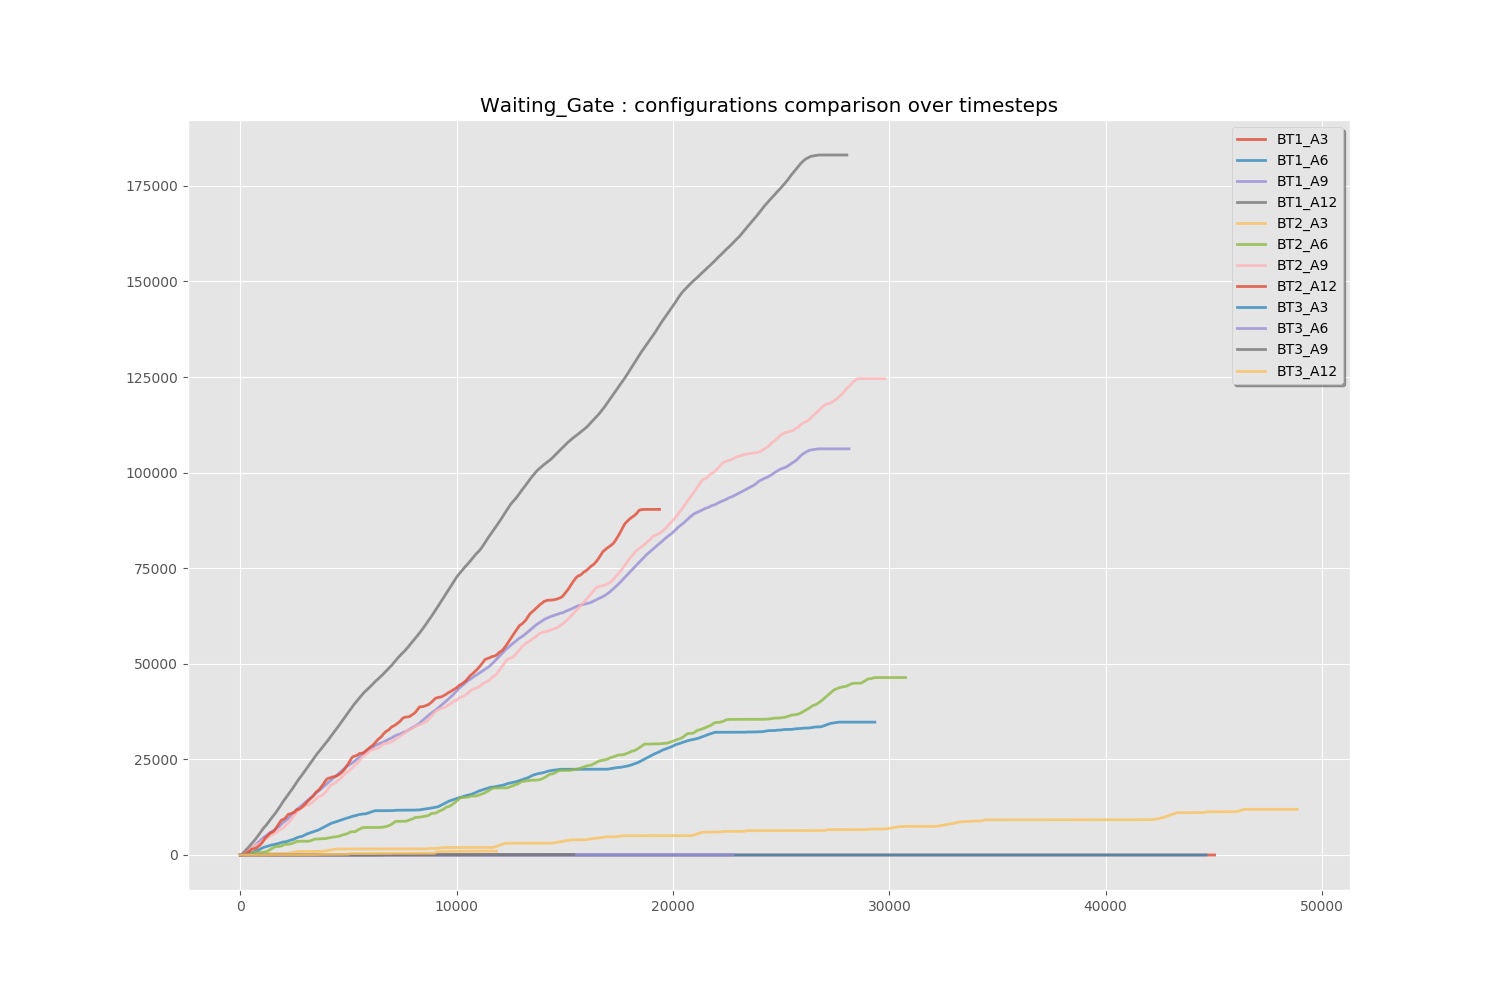 Waiting_Gate : configurations comparison over timesteps
BT1_A3
BT1_A6
BT1_A9
BT1_A12
BT2_A3
BT2_A6
BT2_A9
BT2_A12
BT3_A3
BT3_A6
BT3_A9
BT3_A12
175000
150000
125000
100000
75000
50000
25000
0
0 10000 20000 30000 40000 50000